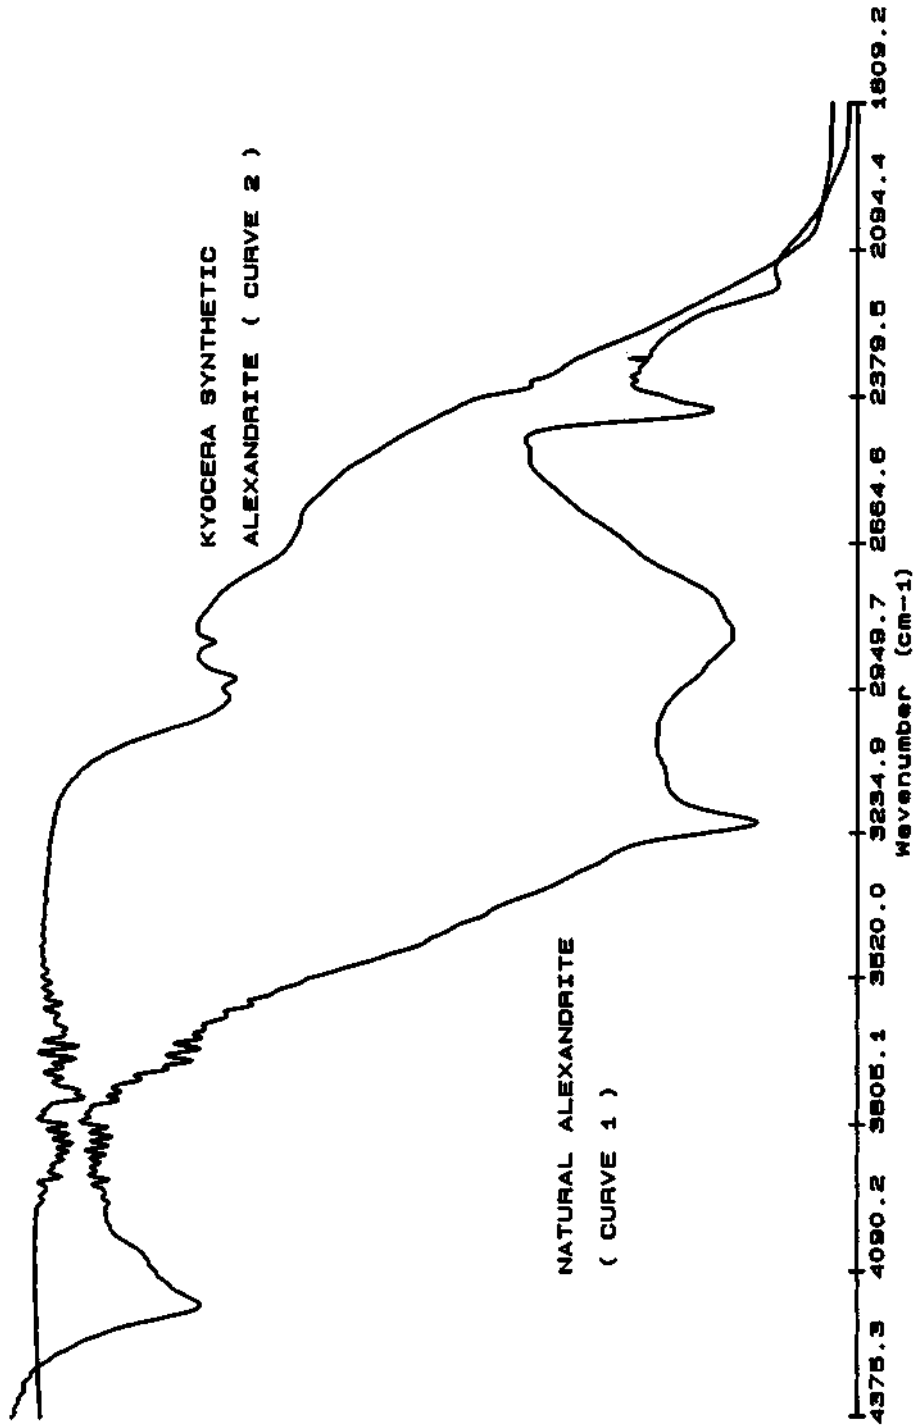 KYOCERA SYNTHETIC
ALEXANDRITE ( CURVE 2 )
NATURAL ALEXANDRITE
( CURVE 1 )
4375.3 4090.2 3805.1 3520.0 3234.9 2949.7 2664.6 2379.5 2094.4 1809.2
Wavenumber (cm-1)